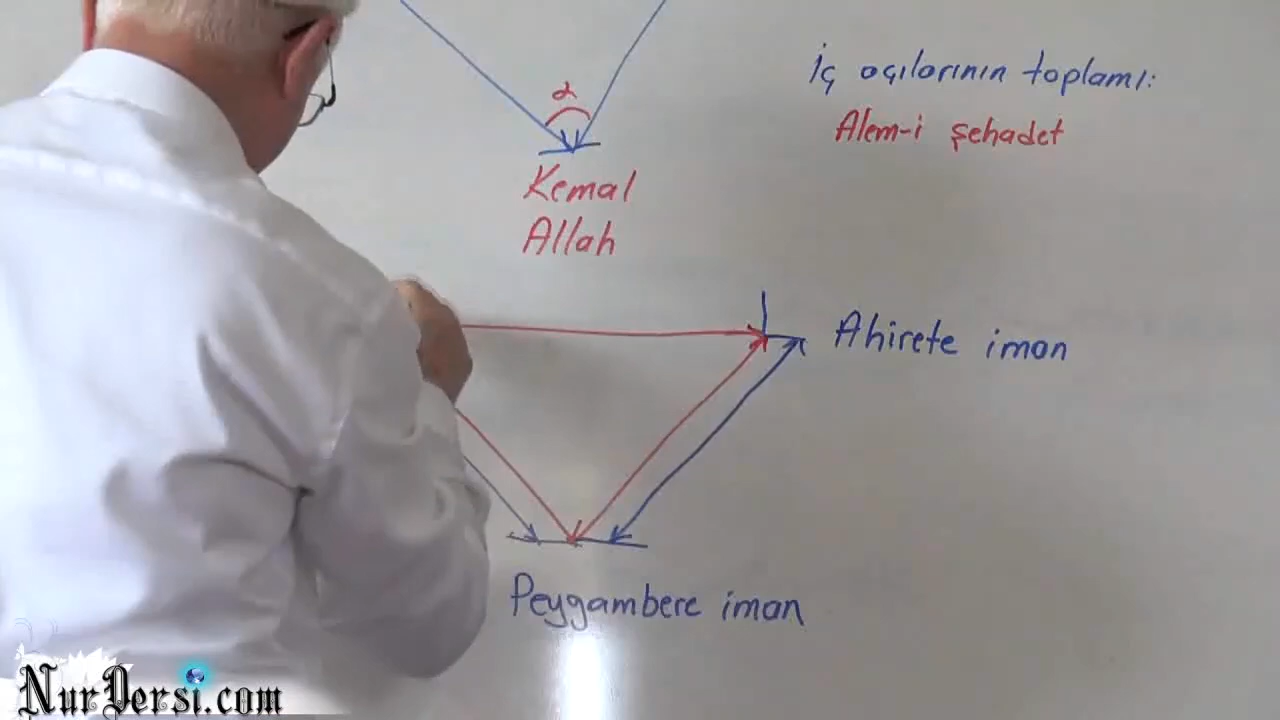 İç açılarının toplamı:
Alem-i şehadet
α
Kemal
Allah
Ahirete iman
Peygambere iman
NurDersi.com